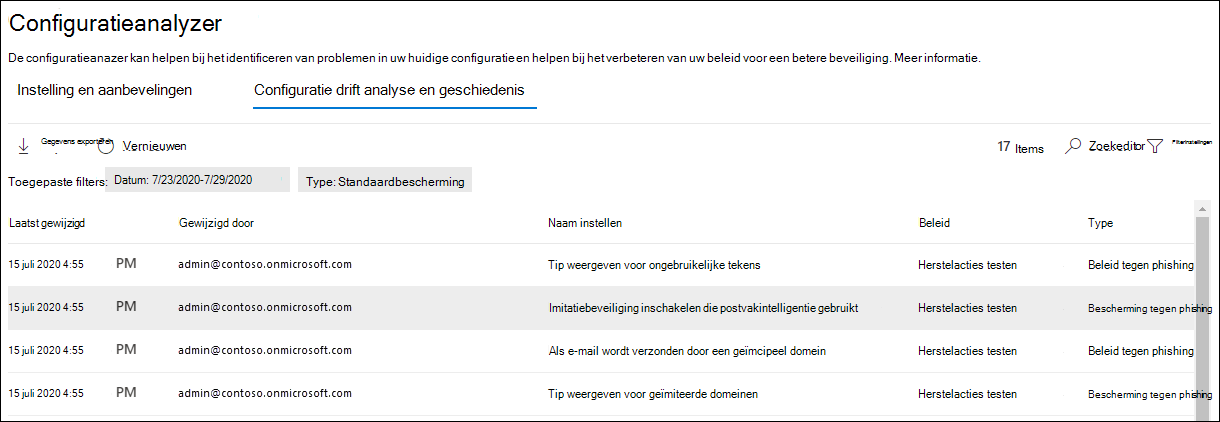 Configuratieanalyzer
De configuratieanazer kan helpen bij het identificeren van problemen in uw huidige configuratie en helpen bij het verbeteren van uw beleid voor een betere beveiliging. Meer informatie.
Instelling en aanbevelingen Configuratie drift analyse en geschiedenis
Gegevens exporteren Vernieuwen 17 Items Zoekeditor Filterinstellingen
Toegepaste filters: Datum: 7/23/2020-7/29/2020 Type: Standaardbescherming
Laatst gewijzigd Gewijzigd door Naam instellen Beleid Type
15 juli 2020 4:55 PM admin@contoso.onmicrosoft.com Tip weergeven voor ongebruikelijke tekens Herstelacties testen Beleid tegen phishing
15 juli 2020 4:55 PM admin@contoso.onmicrosoft.com Imitatiebeveiliging inschakelen die postvakintelligentie gebruikt Herstelacties testen Bescherming tegen phishing
15 juli 2020 4:55 PM admin@contoso.onmicrosoft.com Als e-mail wordt verzonden door een geïmcipeel domein Herstelacties testen Beleid tegen phishing
15 juli 2020 4:55 PM admin@contoso.onmicrosoft.com Tip weergeven voor geïmiteerde domeinen Herstelacties testen Bescherming tegen phishing